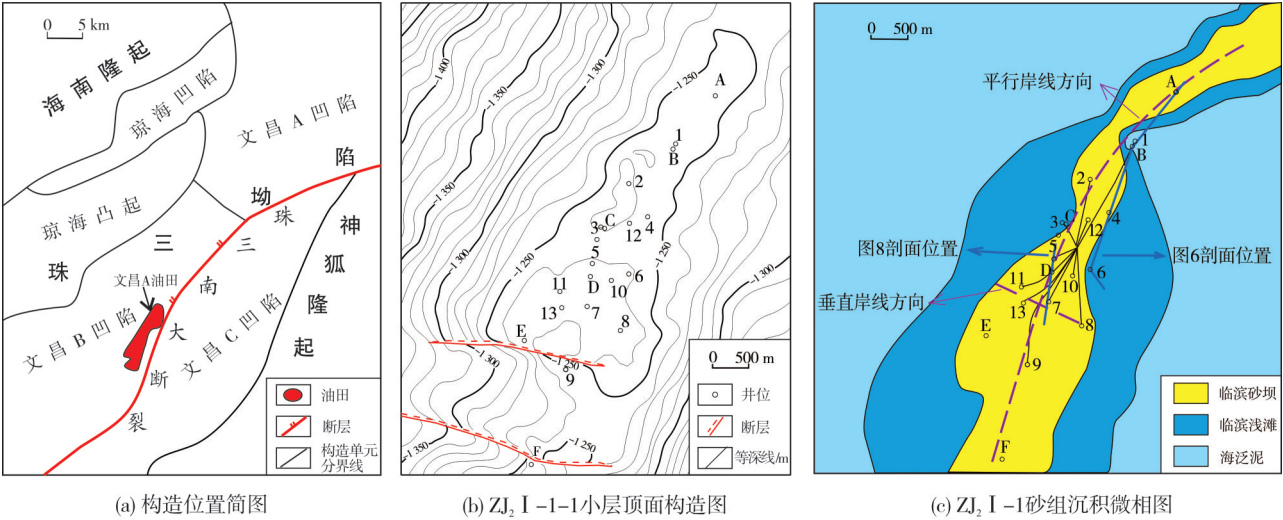 0 5 km
海南隆起
琼海凹陷
文昌A凹陷
琼海凸起
珠三坳陷
神狐隆起
文昌A油田
文昌B凹陷
文昌C凹陷
珠三南大断裂
油田
断层
构造单元
分界线
(a) 构造位置简图
-1 400
-1 350
-1 300
-1 250
A
1
B
2
3
C
12
4
5
11
D
6
10
13
7
8
E
-1 250
9
-1 300
-1 350
-1 300
-1 350
-1 300
-1 250
-1 250
F
0 500 m
井位
断层
等深线/m
(b) ZJ₂Ⅰ-1-1小层顶面构造图
0 500 m
平行岸线方向
A
1
B
2
3
C
4
12
5
图8剖面位置
图6剖面位置
D
6
11
10
垂直岸线方向
13
7
8
E
9
F
临滨砂坝
临滨浅滩
海泛泥
(c) ZJ₂Ⅰ-1砂组沉积微相图